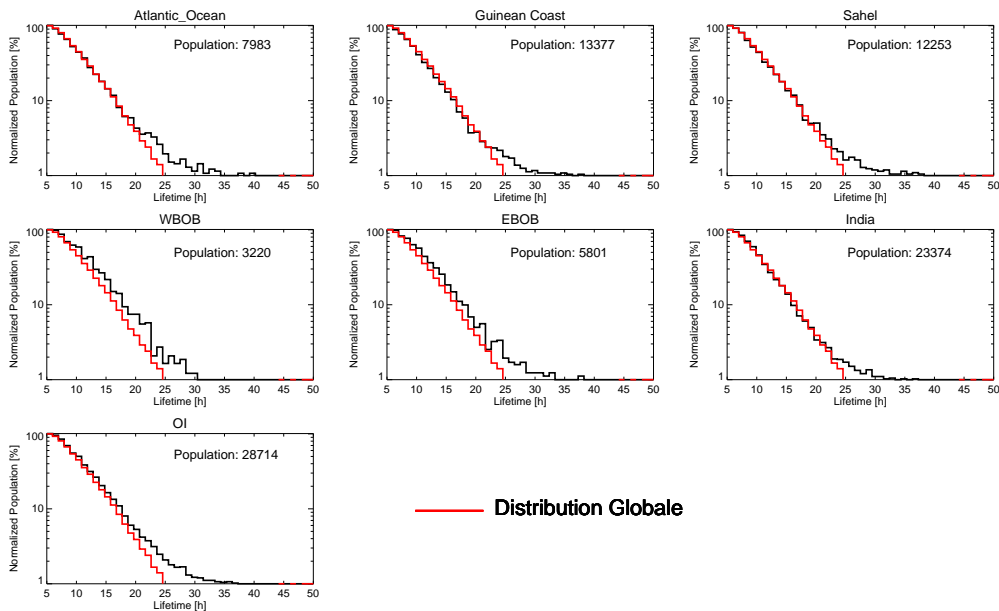 Atlantic_Ocean
Normalized Population [%]
100
10
1
Population: 7983
5 10 15 20 25 30 35 40 45 50
Lifetime [h]
Guinean Coast
Normalized Population [%]
100
10
1
Population: 13377
5 10 15 20 25 30 35 40 45 50
Lifetime [h]
Sahel
Normalized Population [%]
100
10
1
Population: 12253
5 10 15 20 25 30 35 40 45 50
Lifetime [h]
WBOB
Normalized Population [%]
100
10
1
Population: 3220
5 10 15 20 25 30 35 40 45 50
Lifetime [h]
EBOB
Normalized Population [%]
100
10
1
Population: 5801
5 10 15 20 25 30 35 40 45 50
Lifetime [h]
India
Normalized Population [%]
100
10
1
Population: 23374
5 10 15 20 25 30 35 40 45 50
Lifetime [h]
OI
Normalized Population [%]
100
10
1
Population: 28714
5 10 15 20 25 30 35 40 45 50
Lifetime [h]
Distribution Globale